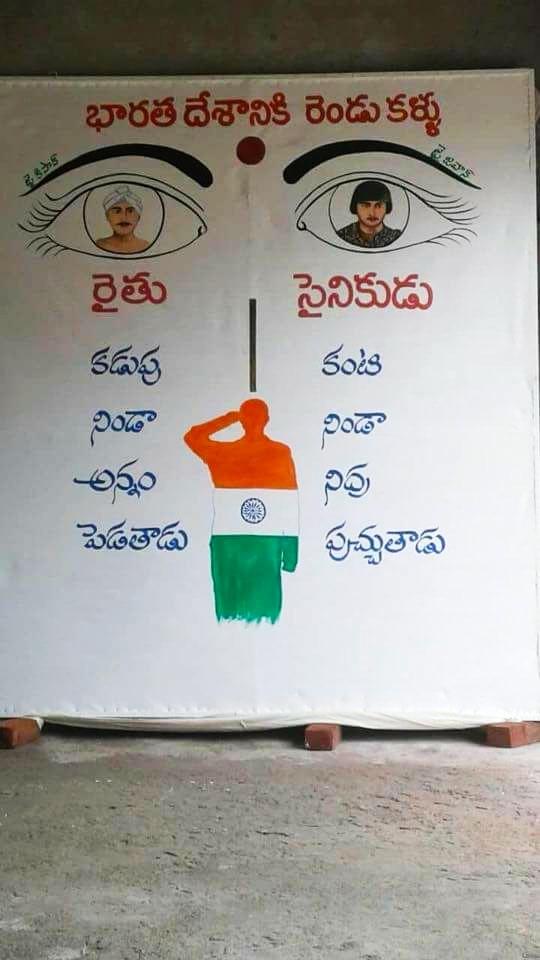 భారత దేశానికి రెండు కళ్ళు
జై కిసాన్
జై జవాన్
రైతు
కడుపు
నిండా
అన్నం
పెడతాడు
సైనికుడు
కంటి
నిండా
నిద్ర
పుచ్చుతాడు